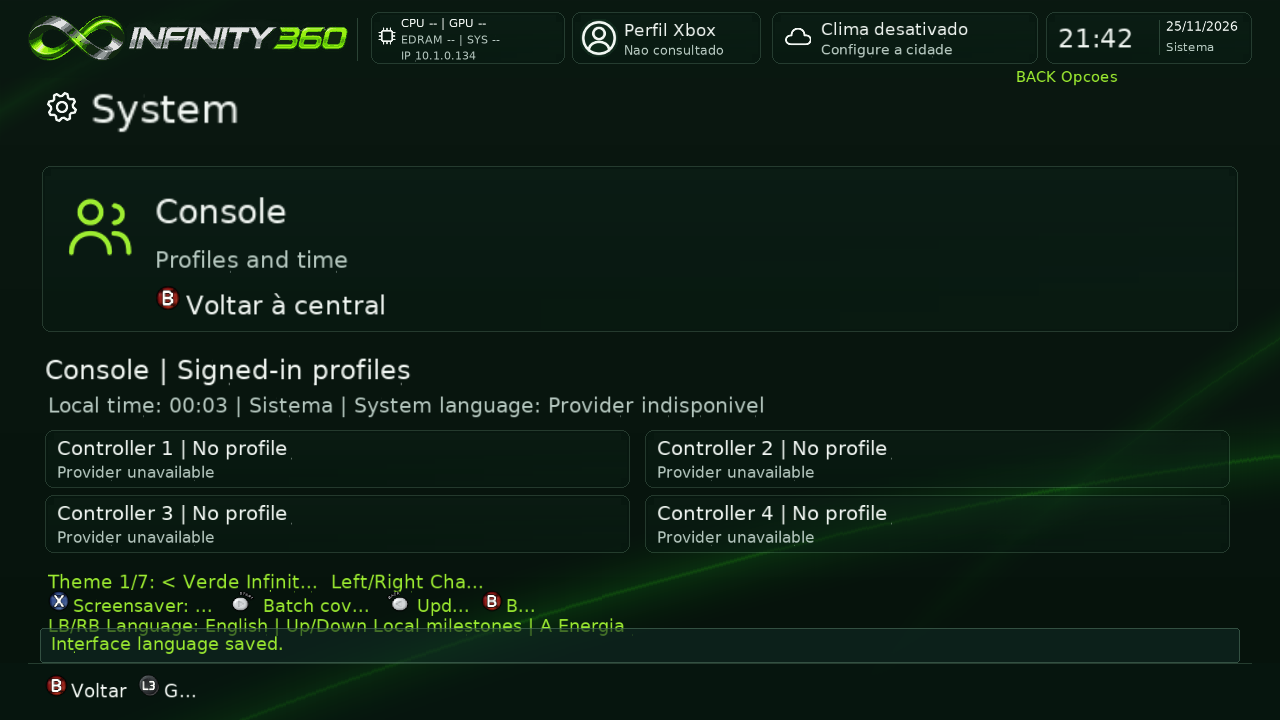 INFINITY 360
CPU -- | GPU --
EDRAM -- | SYS --
IP 10.1.0.134
Perfil Xbox
Nao consultado
Clima desativado
Configure a cidade
21:42
25/11/2026
Sistema
BACK Opcoes
System
Console
Profiles and time
B Voltar à central
Console | Signed-in profiles
Local time: 00:03 | Sistema | System language: Provider indisponivel
Controller 1 | No profile
Provider unavailable
Controller 2 | No profile
Provider unavailable
Controller 3 | No profile
Provider unavailable
Controller 4 | No profile
Provider unavailable
Theme 1/7: < Verde Infinit... Left/Right Cha...
X Screensaver: ... Batch cov... Upd... B B...
LB/RB Language: English | Up/Down Local milestones | A Energia
Interface language saved.
B Voltar L3 G...